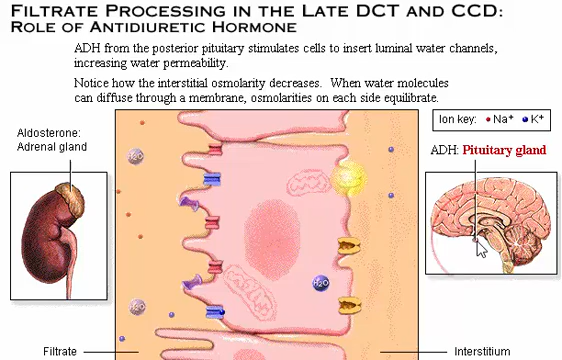 FILTRATE PROCESSING IN THE LATE DCT AND CCD:
ROLE OF ANTIDIURETIC HORMONE
ADH from the posterior pituitary stimulates cells to insert luminal water channels,
increasing water permeability.
Notice how the interstitial osmolarity decreases. When water molecules
can diffuse through a membrane, osmolarities on each side equilibrate.
Ion key: Na+ K+
Aldosterone:
Adrenal gland
ADH: Pituitary gland
H2O
H2O
H2O
Filtrate
Interstitium